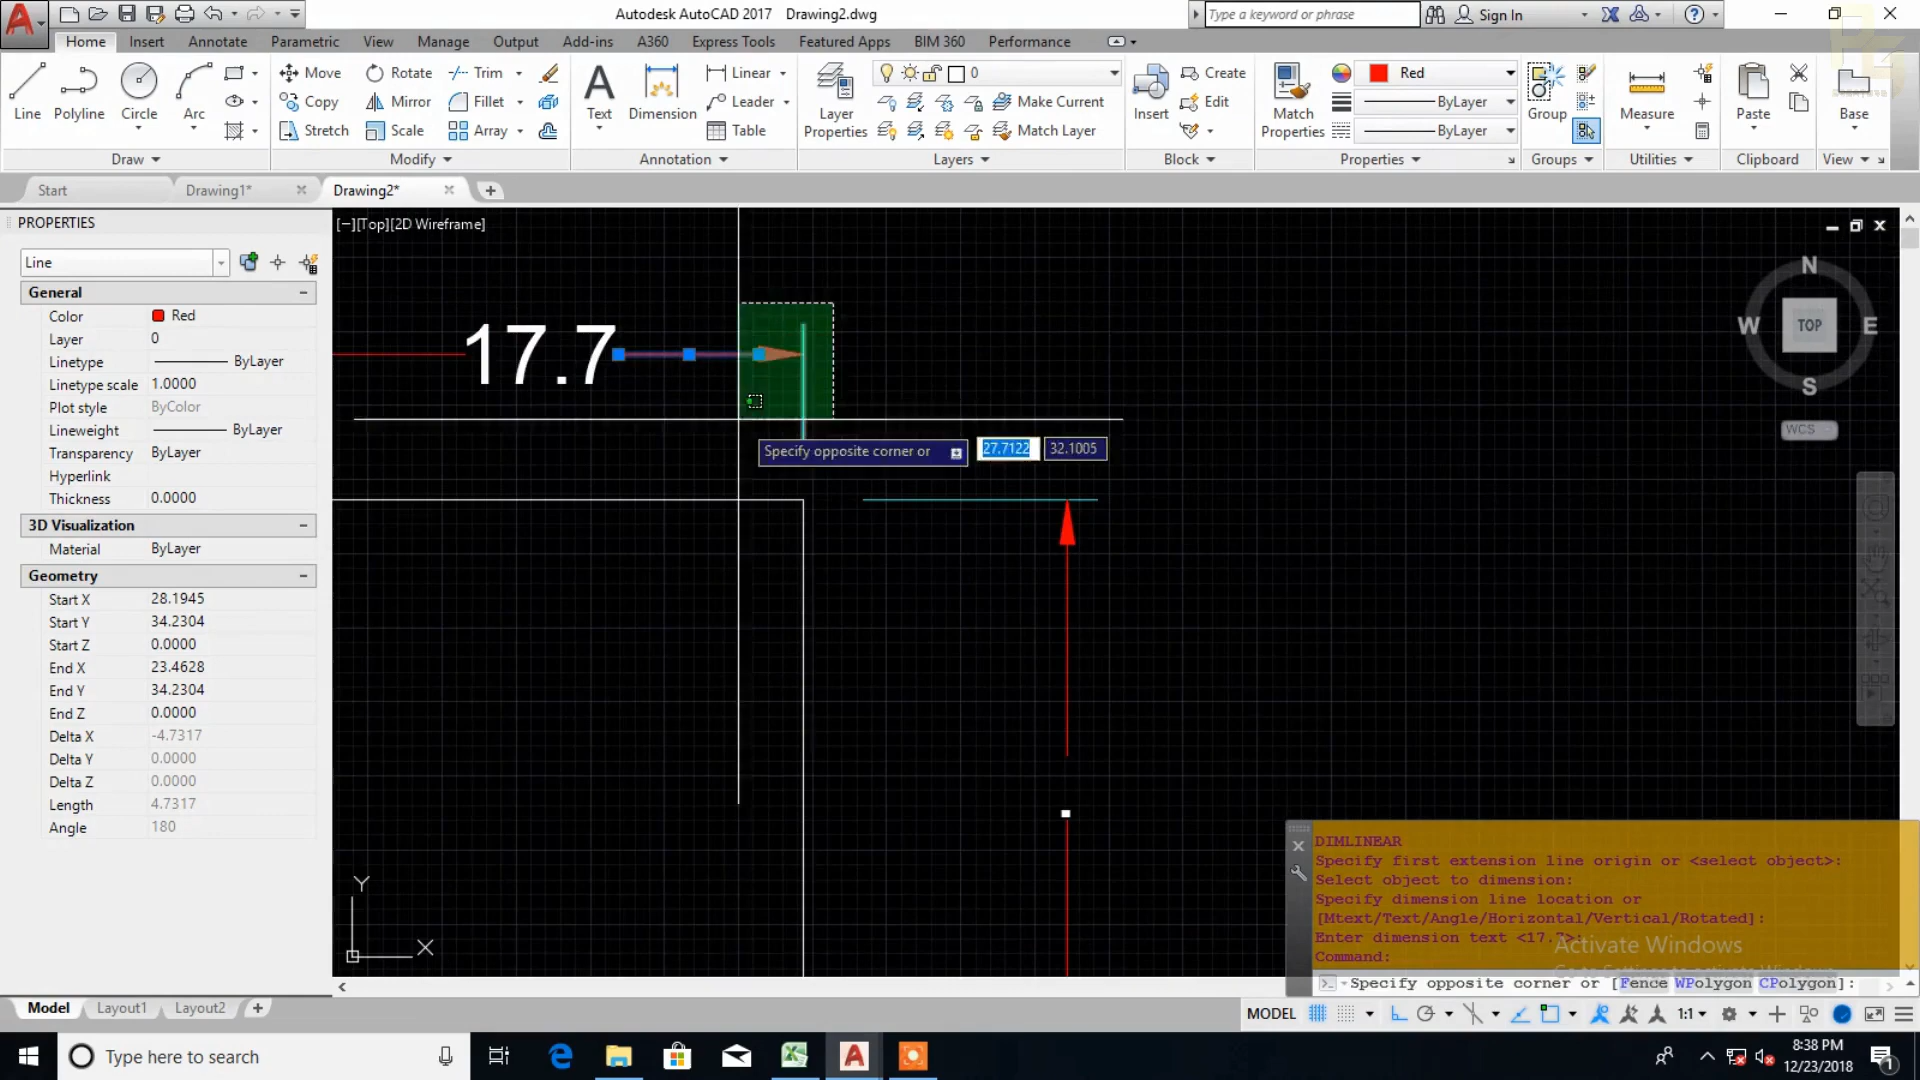 Autodesk AutoCAD 2017 Drawing2.dwg
Type a keyword or phrase
Sign In
Home Insert Annotate Parametric View Manage Output Add-ins A360 Express Tools Featured Apps BIM 360 Performance
Line Polyline Circle Arc
Move Rotate Trim
Copy Mirror Fillet
Stretch Scale Array
Text Dimension
Linear
Leader
Table
Layer Properties
0
Make Current
Match Layer
Insert
Create
Edit
Match Properties
Red
ByLayer
ByLayer
Group
Measure
Paste
Base
Draw Modify Annotation Layers Block Properties Groups Utilities Clipboard View
Start Drawing1* Drawing2*
PROPERTIES
Line
General
Color Red
Layer 0
Linetype ByLayer
Linetype scale 1.0000
Plot style ByColor
Lineweight ByLayer
Transparency ByLayer
Hyperlink
Thickness 0.0000
3D Visualization
Material ByLayer
Geometry
Start X 28.1945
Start Y 34.2304
Start Z 0.0000
End X 23.4628
End Y 34.2304
End Z 0.0000
Delta X -4.7317
Delta Y 0.0000
Delta Z 0.0000
Length 4.7317
Angle 180
[−][Top][2D Wireframe]
17.7
Specify opposite corner or 27.7122 32.1005
N
W TOP E
S
WCS
Y
X
DIMLINEAR
Specify first extension line origin or <select object>:
Select object to dimension:
Specify dimension line location or
[Mtext/Text/Angle/Horizontal/Vertical/Rotated]:
Enter dimension text <17.7>:
Command:
Activate Windows
Specify opposite corner or [Fence WPolygon CPolygon]:
Model Layout1 Layout2
MODEL 1:1
Type here to search
8:38 PM
12/23/2018
1